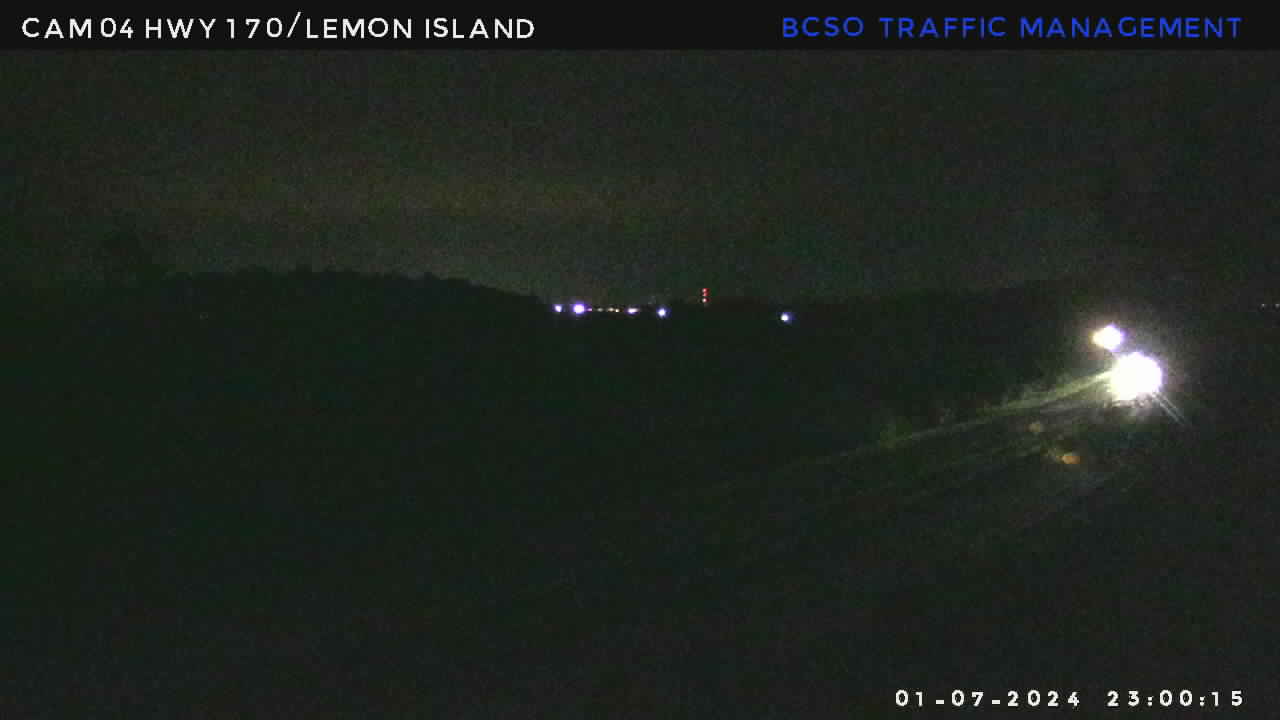 CAM04 HWY 170/LEMON ISLAND
BCSO TRAFFIC MANAGEMENT
01-07-2024 23:00:15